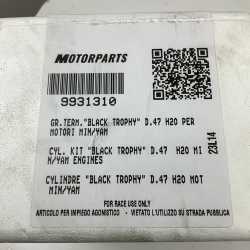 MOTORPARTS
9931310
GR.TERM."BLACK TROPHY" D.47 H2O PER
MOTORI MIN/YAM
CYL. KIT "BLACK TROPHY" D.47 H2O MI
N/YAM ENGINES
CYLINDRE "BLACK TROPHY" D.47 H2O MOT
MIN/YAM
23L14
FOR RACE USE ONLY
ARTICOLO PER IMPIEGO AGONISTICO - VIETATO L'UTILIZZO SU STRADA PUBBLICA